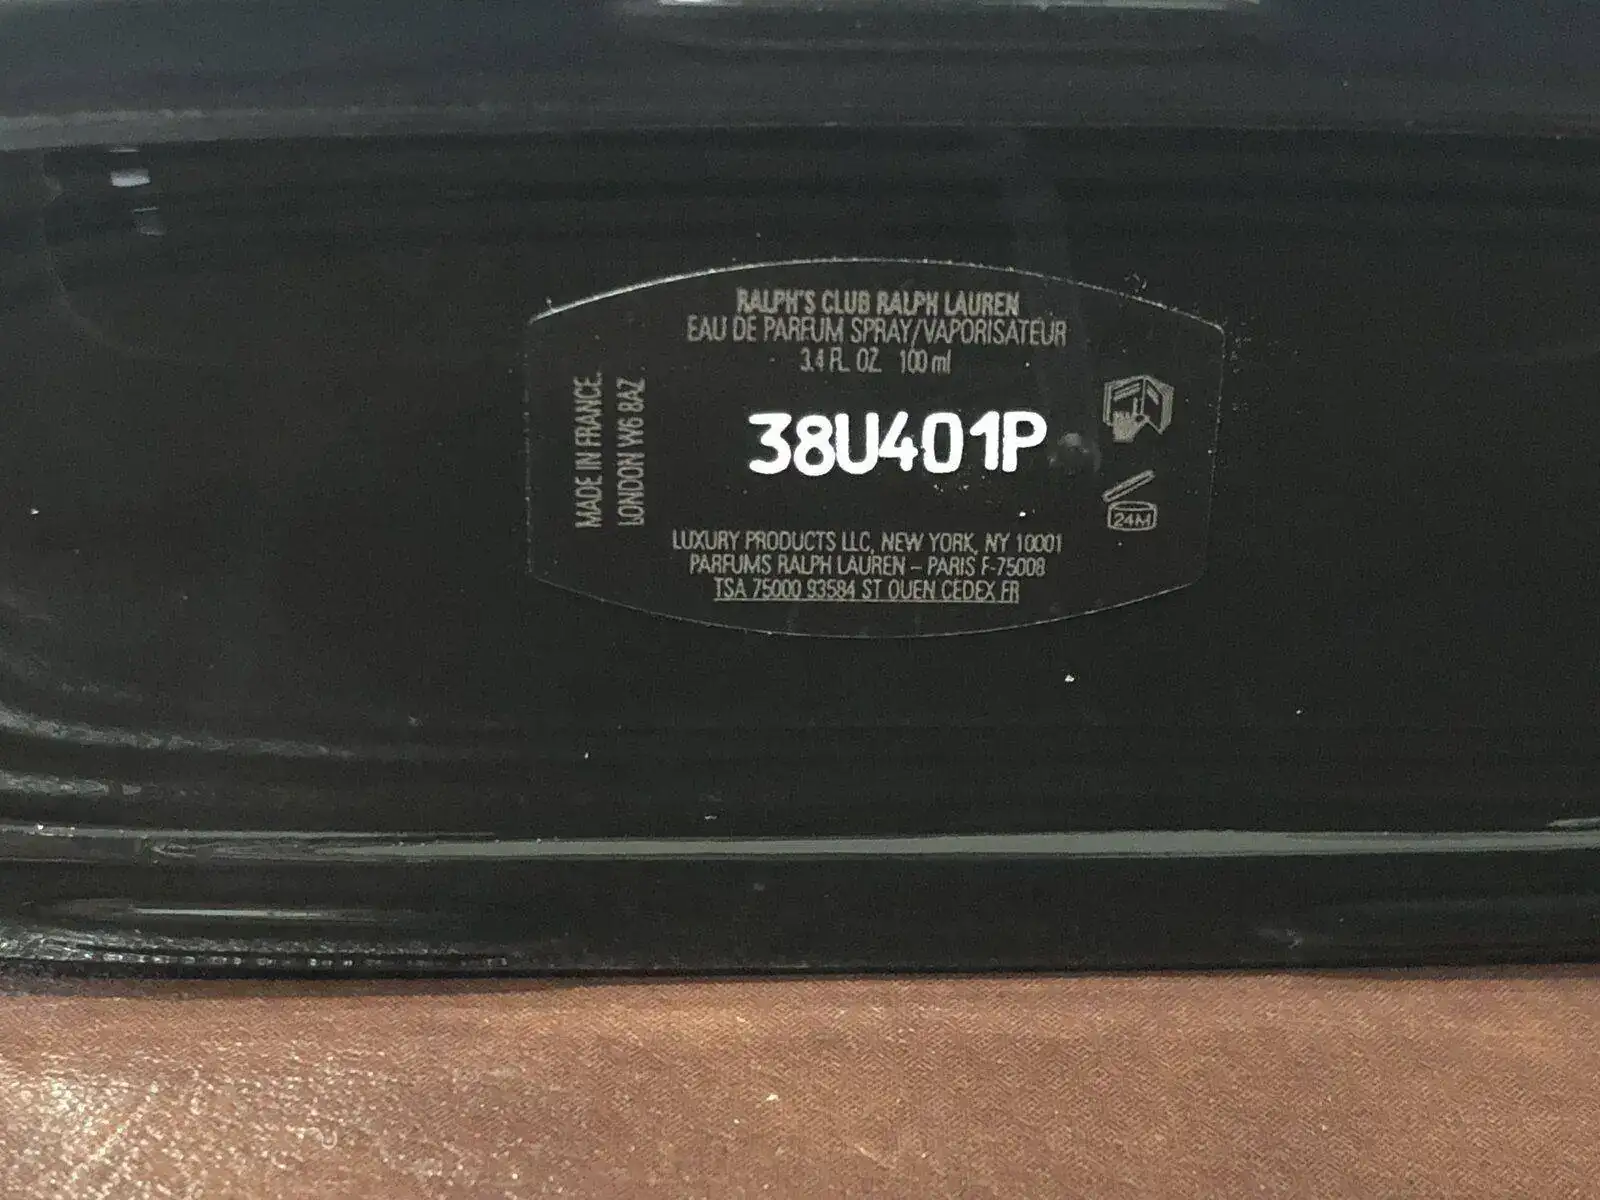 RALPH'S CLUB RALPH LAUREN
EAU DE PARFUM SPRAY/VAPORISATEUR
3.4 FL. OZ. 100 ml
MADE IN FRANCE.
LONDON W6 8AZ
38U401P
24M
LUXURY PRODUCTS LLC, NEW YORK, NY 10001
PARFUMS RALPH LAUREN – PARIS F-75008
TSA 75000 93584 ST OUEN CEDEX FR